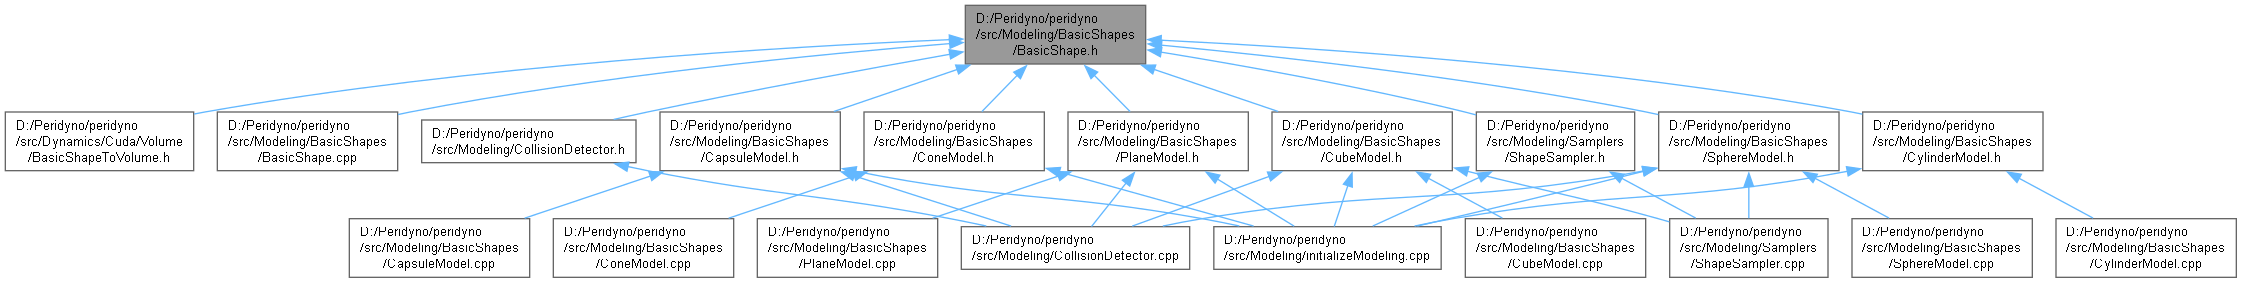 D:/Peridyno/peridyno
/src/Modeling/BasicShapes
/BasicShape.h
D:/Peridyno/peridyno
/src/Dynamics/Cuda/Volume
/BasicShapeToVolume.h
D:/Peridyno/peridyno
/src/Modeling/BasicShapes
/BasicShape.cpp
D:/Peridyno/peridyno
/src/Modeling/CollisionDetector.h
D:/Peridyno/peridyno
/src/Modeling/BasicShapes
/CapsuleModel.h
D:/Peridyno/peridyno
/src/Modeling/BasicShapes
/ConeModel.h
D:/Peridyno/peridyno
/src/Modeling/BasicShapes
/PlaneModel.h
D:/Peridyno/peridyno
/src/Modeling/BasicShapes
/CubeModel.h
D:/Peridyno/peridyno
/src/Modeling/Samplers
/ShapeSampler.h
D:/Peridyno/peridyno
/src/Modeling/BasicShapes
/SphereModel.h
D:/Peridyno/peridyno
/src/Modeling/BasicShapes
/CylinderModel.h
D:/Peridyno/peridyno
/src/Modeling/BasicShapes
/CapsuleModel.cpp
D:/Peridyno/peridyno
/src/Modeling/BasicShapes
/ConeModel.cpp
D:/Peridyno/peridyno
/src/Modeling/BasicShapes
/PlaneModel.cpp
D:/Peridyno/peridyno
/src/Modeling/CollisionDetector.cpp
D:/Peridyno/peridyno
/src/Modeling/initializeModeling.cpp
D:/Peridyno/peridyno
/src/Modeling/BasicShapes
/CubeModel.cpp
D:/Peridyno/peridyno
/src/Modeling/Samplers
/ShapeSampler.cpp
D:/Peridyno/peridyno
/src/Modeling/BasicShapes
/SphereModel.cpp
D:/Peridyno/peridyno
/src/Modeling/BasicShapes
/CylinderModel.cpp